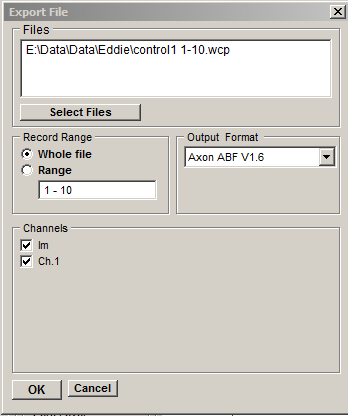 Export File
Files
E:\Data\Data\Eddie\control1 1-10.wcp
Select Files
Record Range
Whole file
Range
1 - 10
Output Format
Axon ABF V1.6
Channels
Im
Ch.1
OK
Cancel